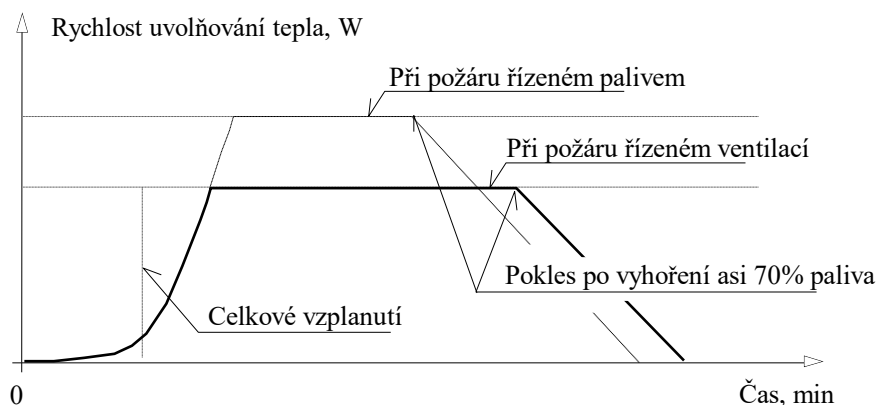 Rychlost uvolňování tepla, W
Při požáru řízeném palivem
Při požáru řízeném ventilací
Pokles po vyhoření asi 70% paliva
Celkové vzplanutí
0
Čas, min